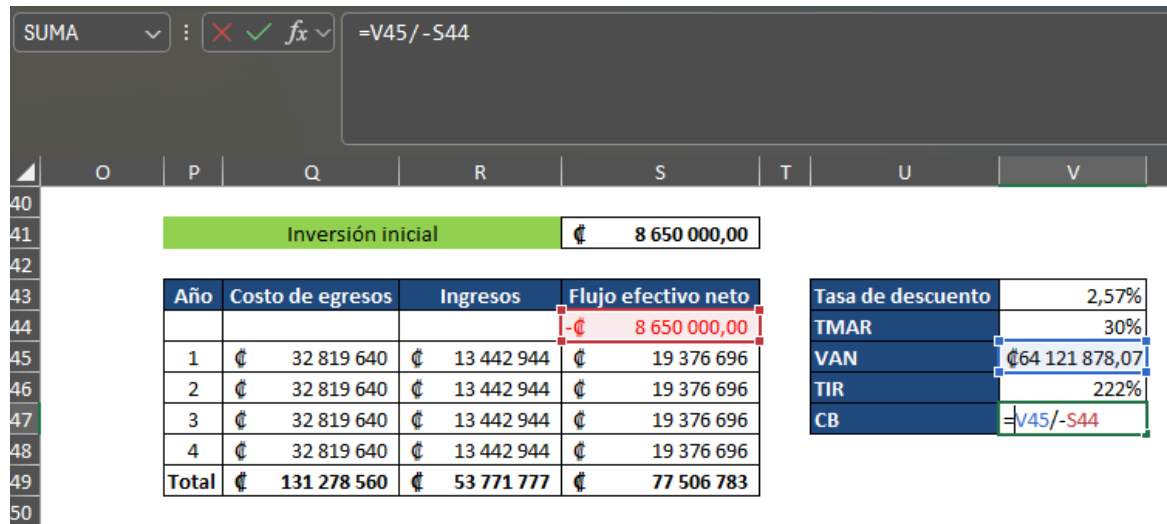 SUMA fx =V45/-S44
O P Q R S T U V
40
41 Inversión inicial ₡ 8 650 000,00
42
43 Año Costo de egresos Ingresos Flujo efectivo neto Tasa de descuento 2,57%
44 -₡ 8 650 000,00 TMAR 30%
45 1 ₡ 32 819 640 ₡ 13 442 944 ₡ 19 376 696 VAN ₡64 121 878,07
46 2 ₡ 32 819 640 ₡ 13 442 944 ₡ 19 376 696 TIR 222%
47 3 ₡ 32 819 640 ₡ 13 442 944 ₡ 19 376 696 CB =V45/-S44
48 4 ₡ 32 819 640 ₡ 13 442 944 ₡ 19 376 696
49 Total ₡ 131 278 560 ₡ 53 771 777 ₡ 77 506 783
50